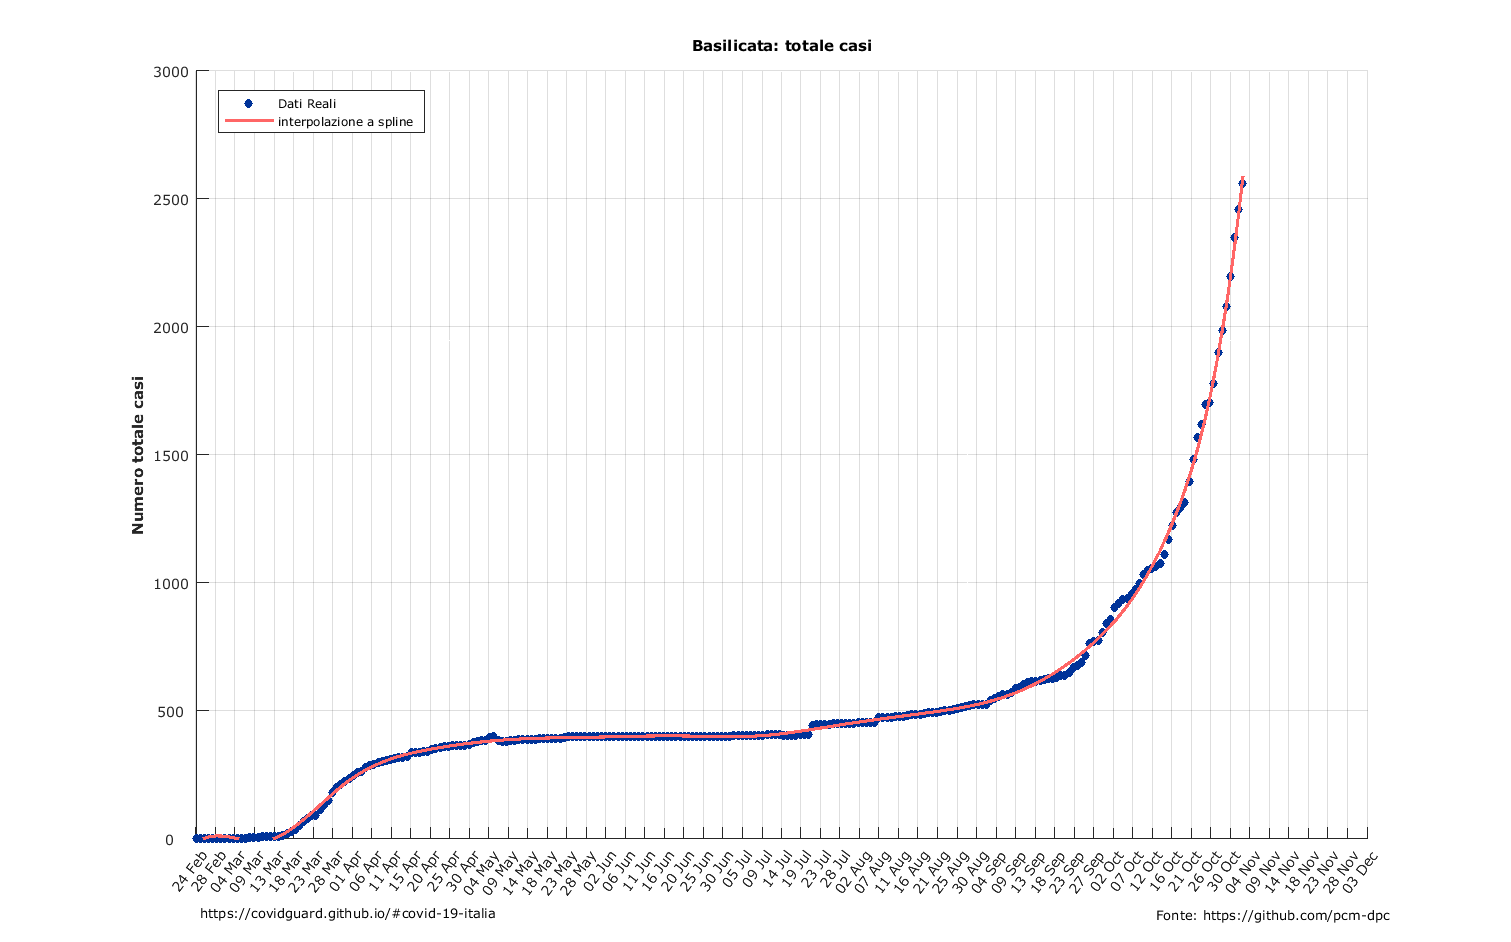 Basilicata: totale casi
3000
2500
2000
1500
1000
500
0
Numero totale casi
Dati Reali
interpolazione a spline
24 Feb
28 Feb
04 Mar
09 Mar
13 Mar
18 Mar
23 Mar
28 Mar
01 Apr
06 Apr
11 Apr
15 Apr
20 Apr
25 Apr
30 Apr
04 May
09 May
14 May
18 May
23 May
28 May
02 Jun
06 Jun
11 Jun
16 Jun
20 Jun
25 Jun
30 Jun
05 Jul
09 Jul
14 Jul
19 Jul
23 Jul
28 Jul
02 Aug
07 Aug
11 Aug
16 Aug
21 Aug
25 Aug
30 Aug
04 Sep
09 Sep
13 Sep
18 Sep
23 Sep
27 Sep
02 Oct
07 Oct
12 Oct
16 Oct
21 Oct
26 Oct
30 Oct
04 Nov
09 Nov
14 Nov
18 Nov
23 Nov
28 Nov
03 Dec
https://covidguard.github.io/#covid-19-italia
Fonte: https://github.com/pcm-dpc